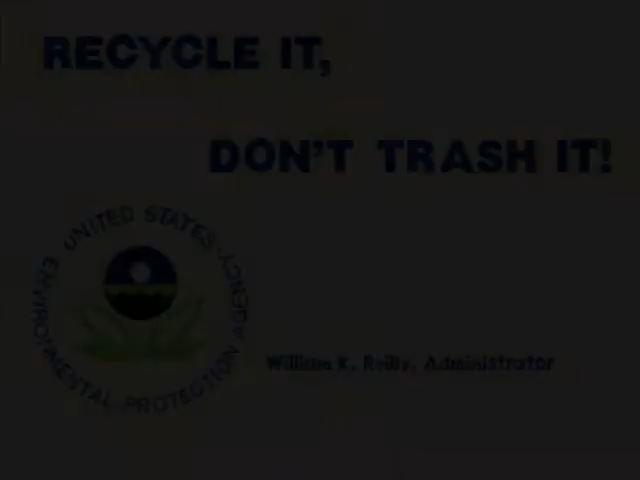 RECYCLE IT,
DON'T TRASH IT!
UNITED STATES
ENVIRONMENTAL PROTECTION AGENCY
William K. Reilly, Administrator